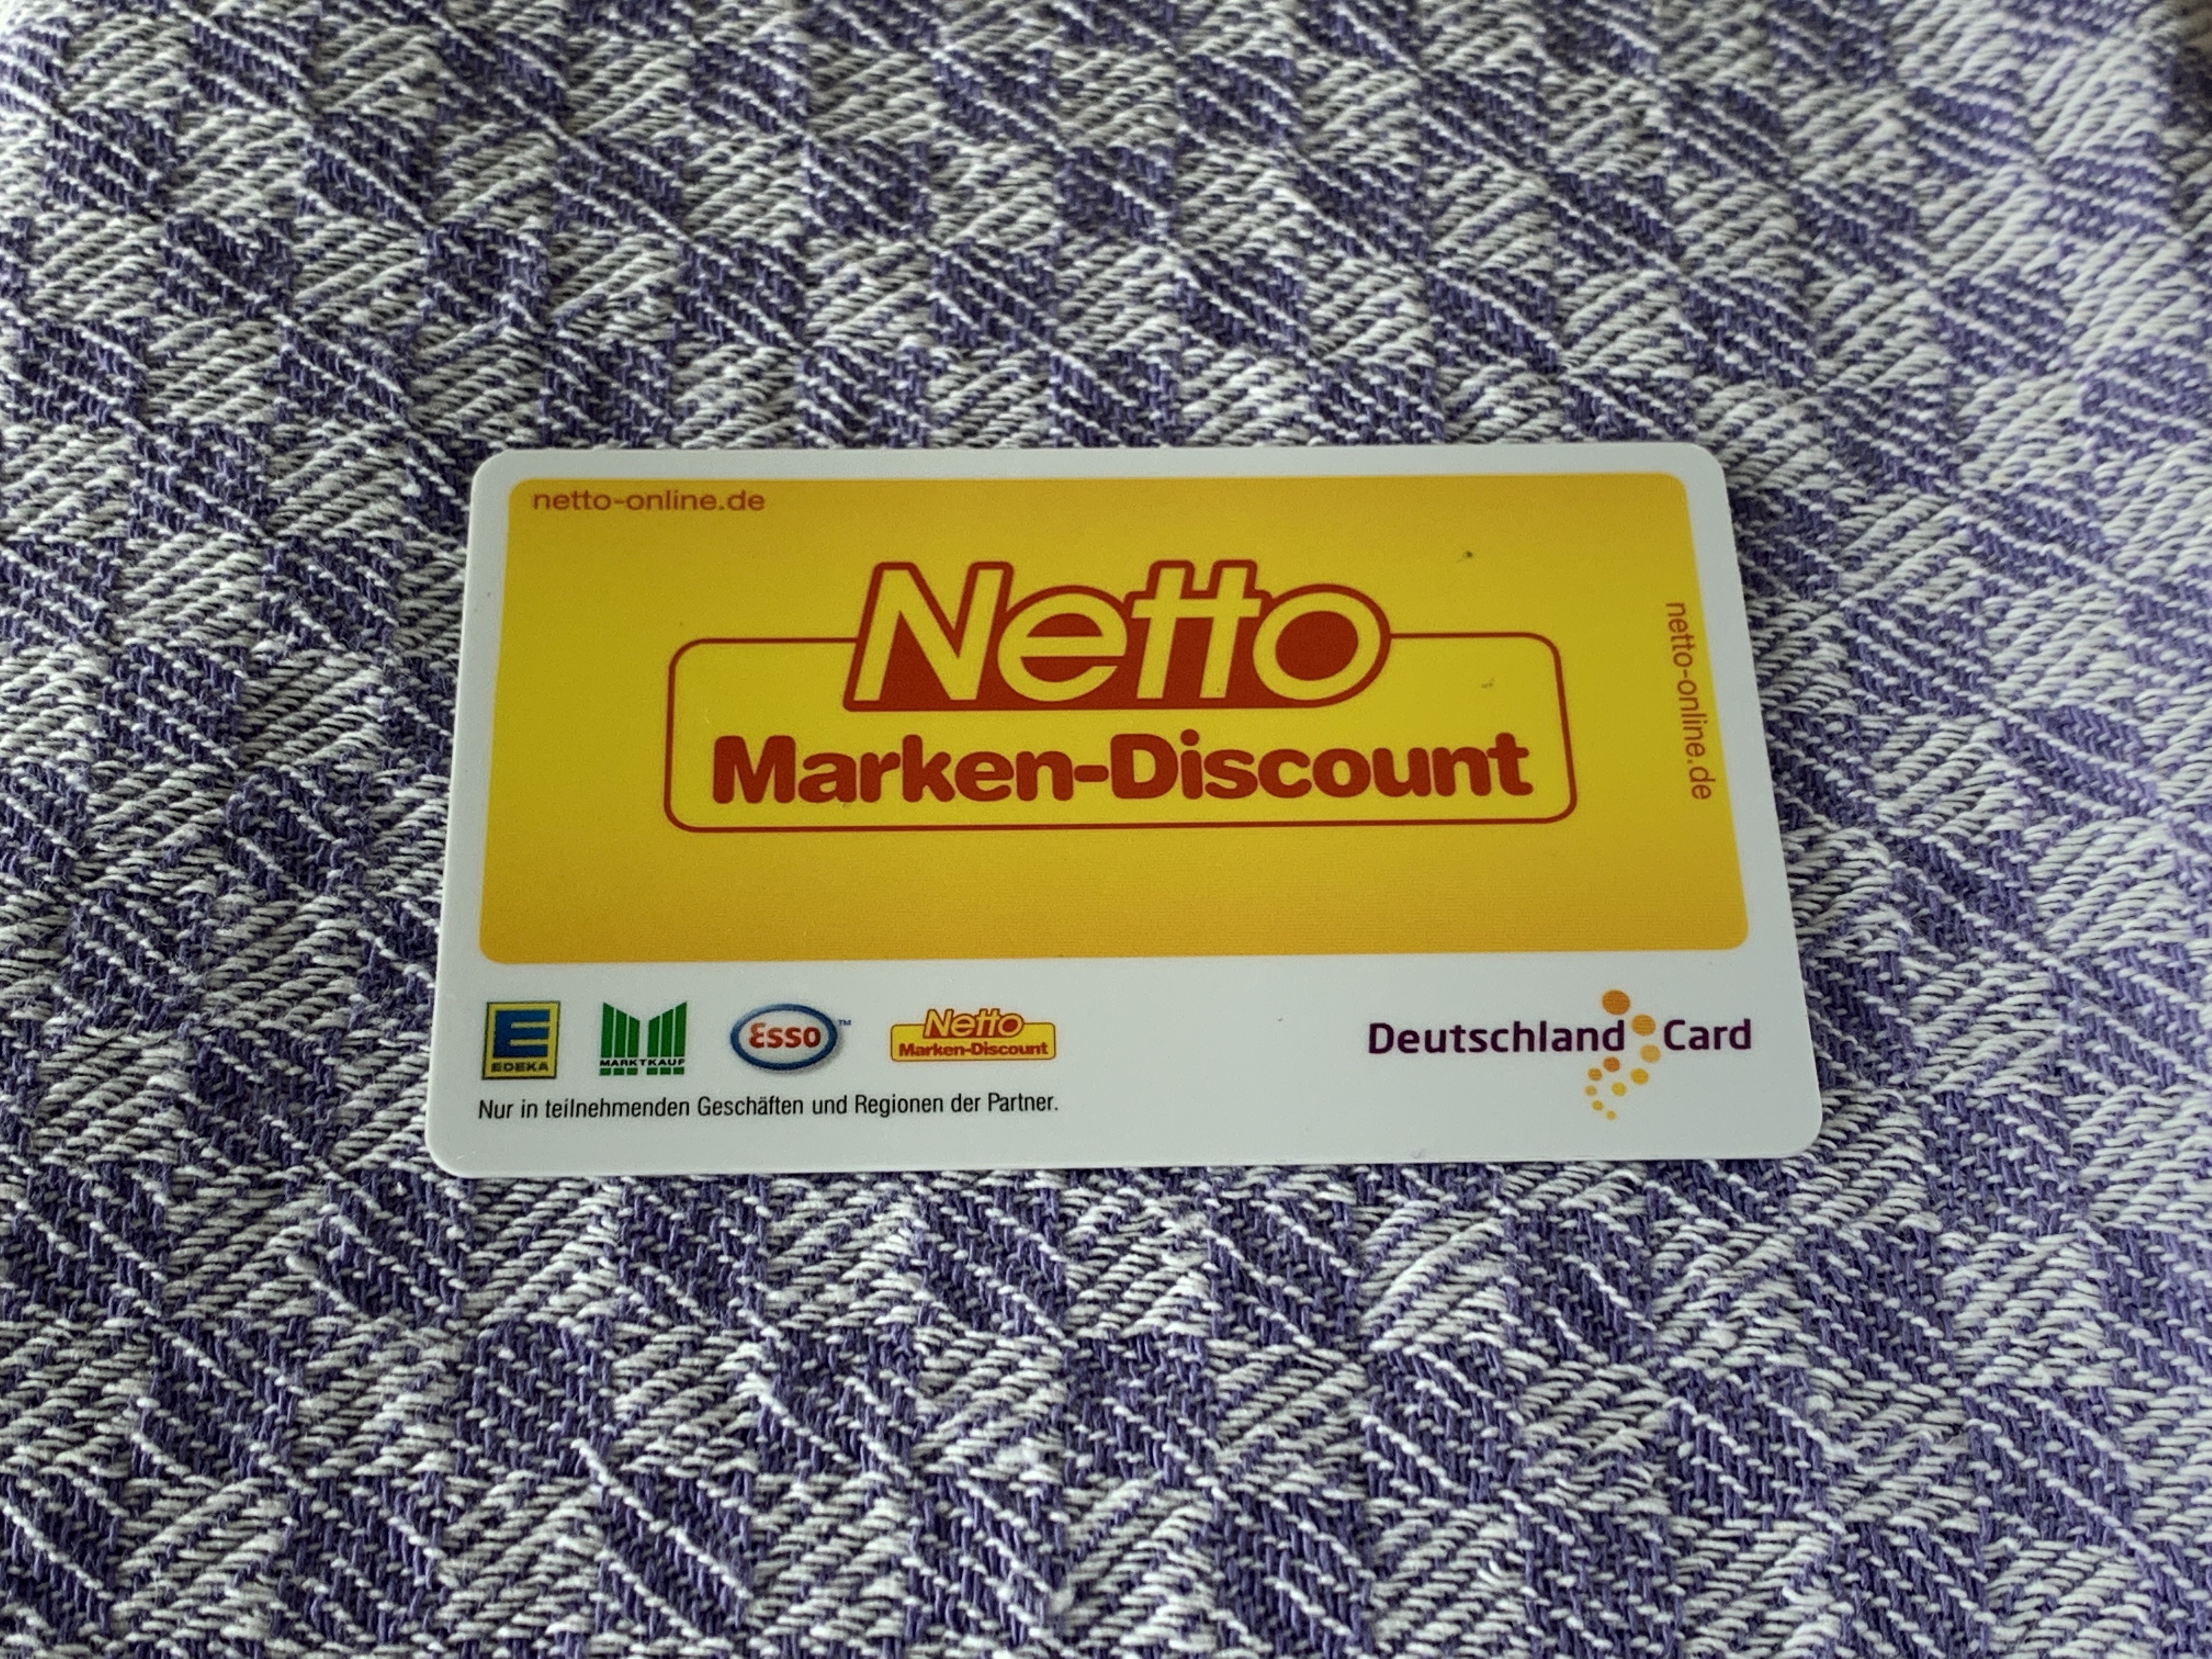 netto-online.de
Netto
Marken-Discount
netto-online.de
EDEKA
MARKTKAUF
Esso™
Netto
Marken-Discount
Deutschland Card
Nur in teilnehmenden Geschäften und Regionen der Partner.